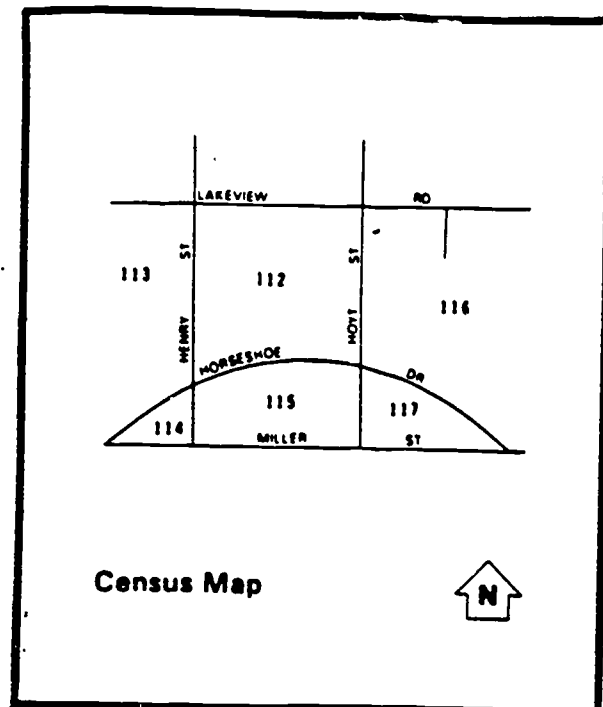 LAKEVIEW RD
HENRY ST
HOYT ST
113
112
116
HORSESHOE DR
115
117
114
MILLER ST
Census Map
N